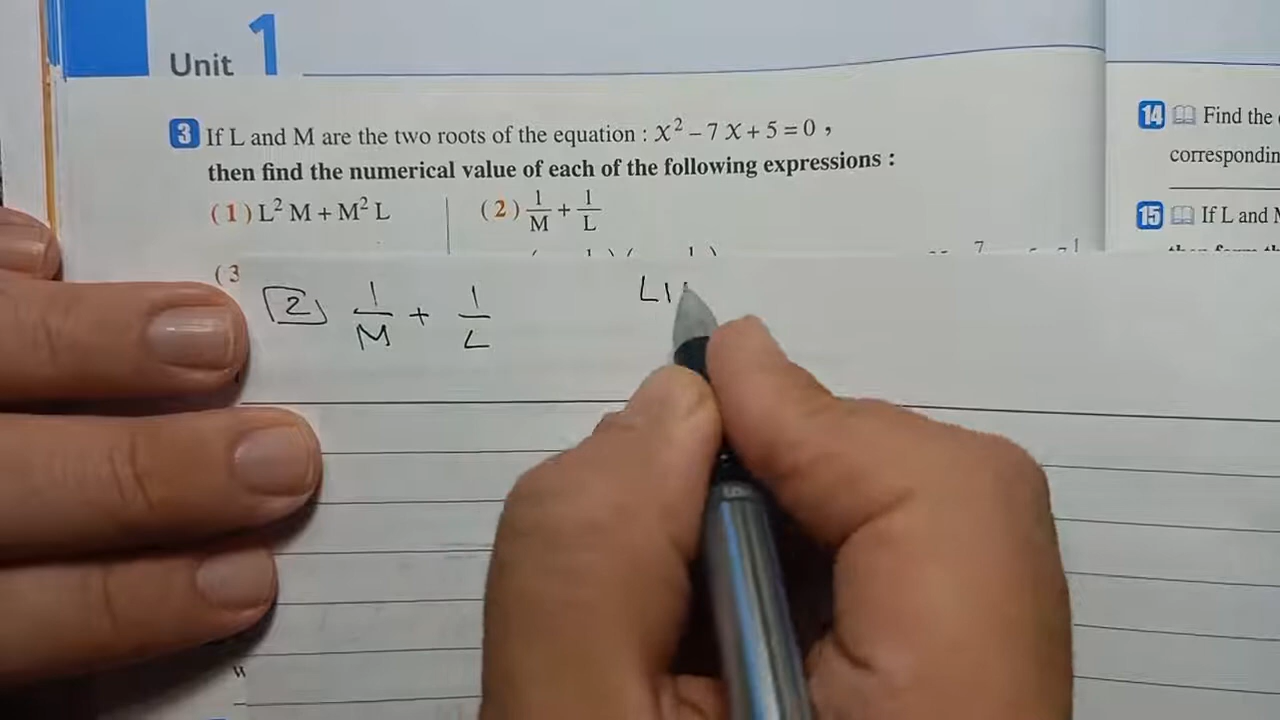 Unit 1
3 If L and M are the two roots of the equation : x² – 7 x + 5 = 0 ,
then find the numerical value of each of the following expressions :
(1) L² M + M² L
(2) 1/M + 1/L
(3
2 1/M + 1/L
14 Find the
correspondin
15 If L and